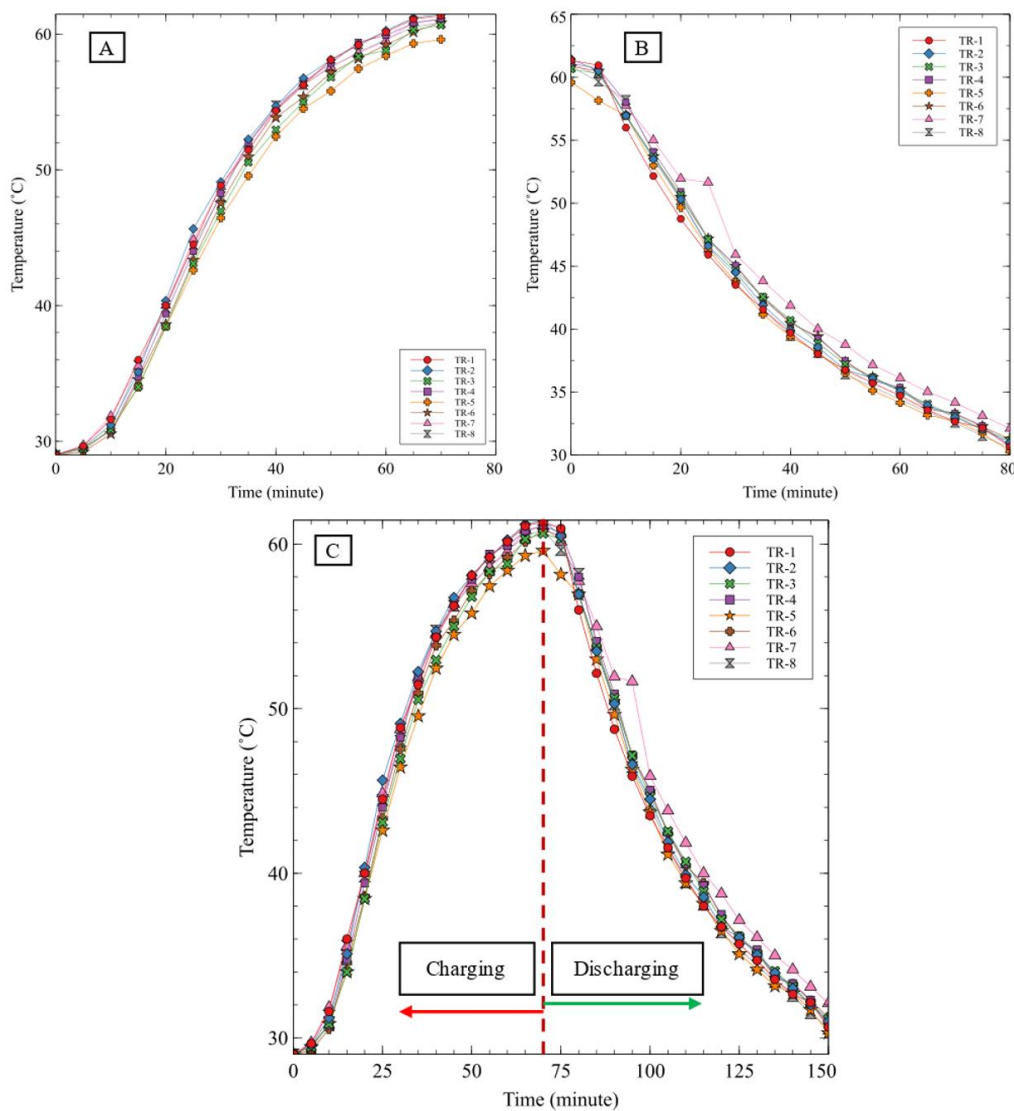 A
Temperature (˚C)
60
50
40
30
0
20
40
60
80
Time (minute)
TR-1
TR-2
TR-3
TR-4
TR-5
TR-6
TR-7
TR-8
B
Temperature (˚C)
65
60
55
50
45
40
35
30
0
20
40
60
80
Time (minute)
TR-1
TR-2
TR-3
TR-4
TR-5
TR-6
TR-7
TR-8
C
Temperature (˚C)
60
50
40
30
0
25
50
75
100
125
150
Time (minute)
TR-1
TR-2
TR-3
TR-4
TR-5
TR-6
TR-7
TR-8
Charging
Discharging